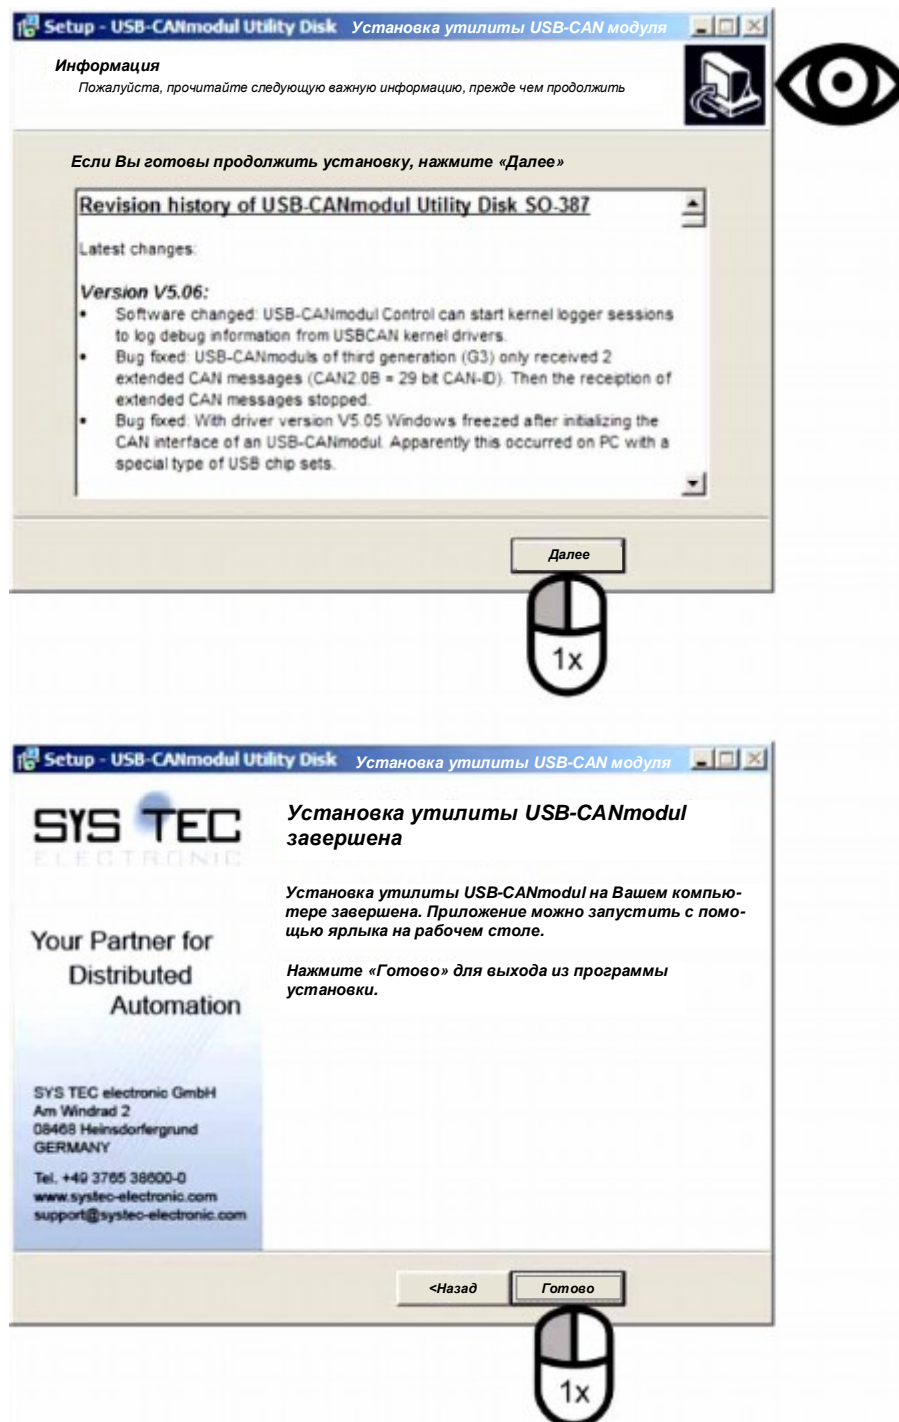 Setup - USB-CANmodul Utility Disk Установка утилиты USB-CAN модуля
Информация
Пожалуйста, прочитайте следующую важную информацию, прежде чем продолжить
Если Вы готовы продолжить установку, нажмите «Далее»
Revision history of USB-CANmodul Utility Disk SO-387
Latest changes:
Version V5.06:
• Software changed: USB-CANmodul Control can start kernel logger sessions
to log debug information from USBCAN kernel drivers.
• Bug fixed: USB-CANmoduls of third generation (G3) only received 2
extended CAN messages (CAN2.0B = 29 bit CAN-ID). Then the receiption of
extended CAN messages stopped.
• Bug fixed: With driver version V5.05 Windows freezed after initializing the
CAN interface of an USB-CANmodul. Apparently this occurred on PC with a
special type of USB chip sets.
Далее
1x
Setup - USB-CANmodul Utility Disk Установка утилиты USB-CAN модуля
SYS TEC
ELECTRONIC
Установка утилиты USB-CANmodul
завершена
Установка утилиты USB-CANmodul на Вашем компью-
тере завершена. Приложение можно запустить с помо-
щью ярлыка на рабочем столе.
Нажмите «Готово» для выхода из программы
установки.
Your Partner for
Distributed
Automation
SYS TEC electronic GmbH
Am Windrad 2
08468 Heinsdorfergrund
GERMANY
Tel. +49 3765 38600-0
www.systec-electronic.com
support@systec-electronic.com
<Назад
Готово
1x